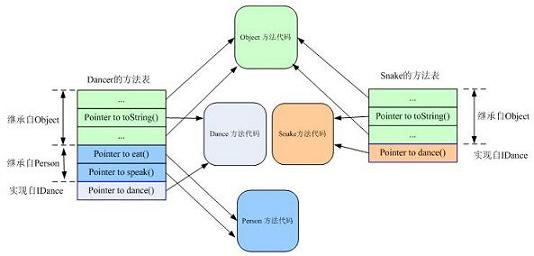 Object 方法代码
Dancer的方法表
Snake的方法表
...
Pointer to toString()
...
继承自Object
Pointer to eat()
Pointer to speak()
继承自Person
Pointer to dance()
实现自IDance
Dance 方法代码
Snake方法代码
...
Pointer to toString()
...
继承自Object
Pointer to dance()
实现自IDance
Person 方法代码